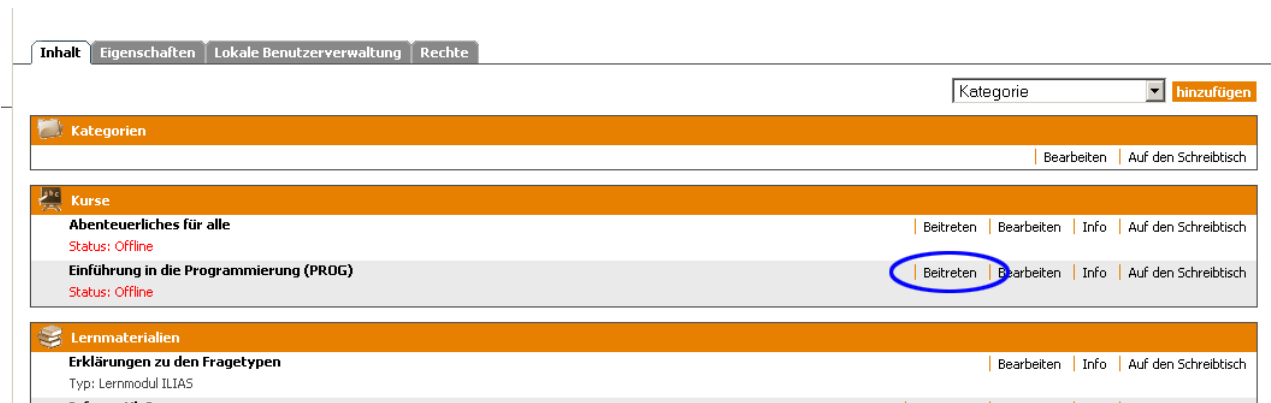 Inhalt Eigenschaften Lokale Benutzerverwaltung Rechte
Kategorie hinzufügen
Kategorien
Bearbeiten Auf den Schreibtisch
Kurse
Abenteuerliches für alle Beitreten Bearbeiten Info Auf den Schreibtisch
Status: Offline
Einführung in die Programmierung (PROG) Beitreten Bearbeiten Info Auf den Schreibtisch
Status: Offline
Lernmaterialien
Erklärungen zu den Fragetypen Bearbeiten Info Auf den Schreibtisch
Typ: Lernmodul ILIAS